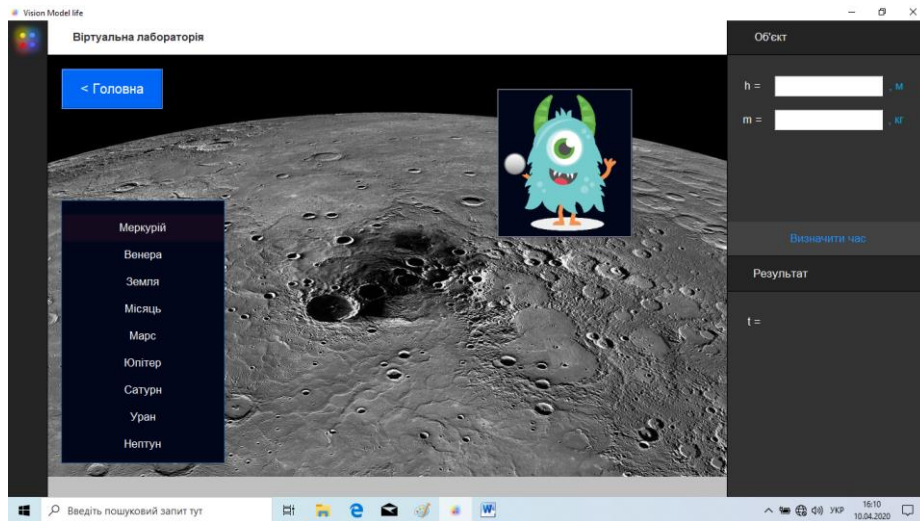 Vision Model life
Віртуальна лабораторія
< Головна
Меркурій
Венера
Земля
Місяць
Марс
Юпітер
Сатурн
Уран
Нептун
Об'єкт
h = , м
m = , кг
Визначити час
Результат
t =
Введіть пошуковий запит тут
W
УКР
16:10
10.04.2020